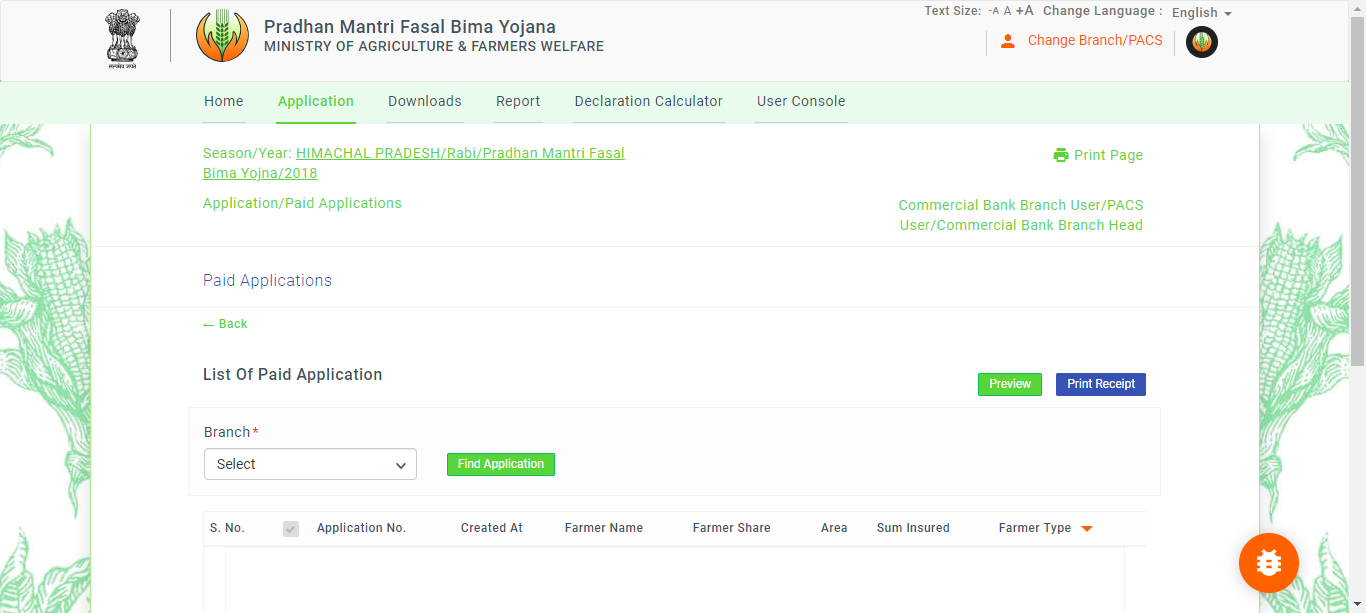 Text Size: -A A +A Change Language : English
Pradhan Mantri Fasal Bima Yojana
MINISTRY OF AGRICULTURE & FARMERS WELFARE
सत्यमेव जयते
Change Branch/PACS
Home Application Downloads Report Declaration Calculator User Console
Season/Year: HIMACHAL PRADESH/Rabi/Pradhan Mantri Fasal
Bima Yojna/2018
Print Page
Application/Paid Applications
Commercial Bank Branch User/PACS
User/Commercial Bank Branch Head
Paid Applications
← Back
List Of Paid Application
Preview Print Receipt
Branch*
Select
Find Application
S. No. Application No. Created At Farmer Name Farmer Share Area Sum Insured Farmer Type